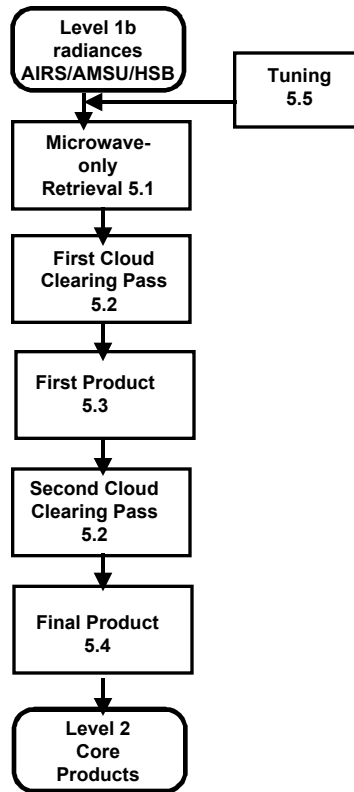 Level 1b
radiances
AIRS/AMSU/HSB
Tuning
5.5
Microwave-
only
Retrieval 5.1
First Cloud
Clearing Pass
5.2
First Product
5.3
Second Cloud
Clearing Pass
5.2
Final Product
5.4
Level 2
Core
Products